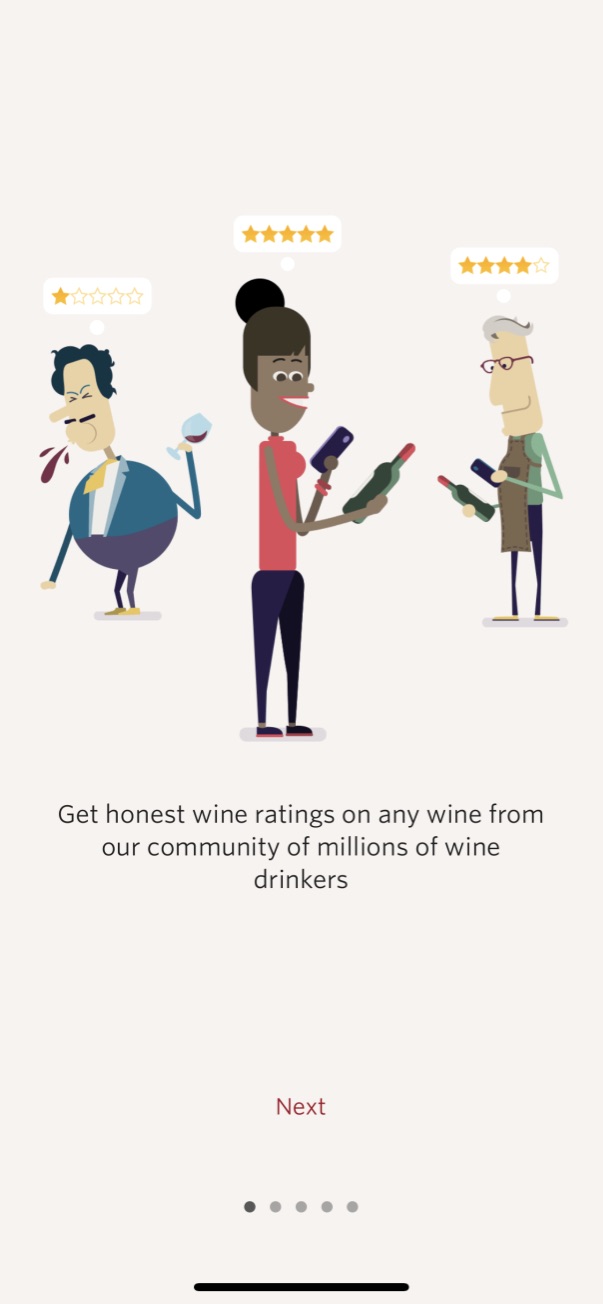 Get honest wine ratings on any wine from
our community of millions of wine
drinkers
Next